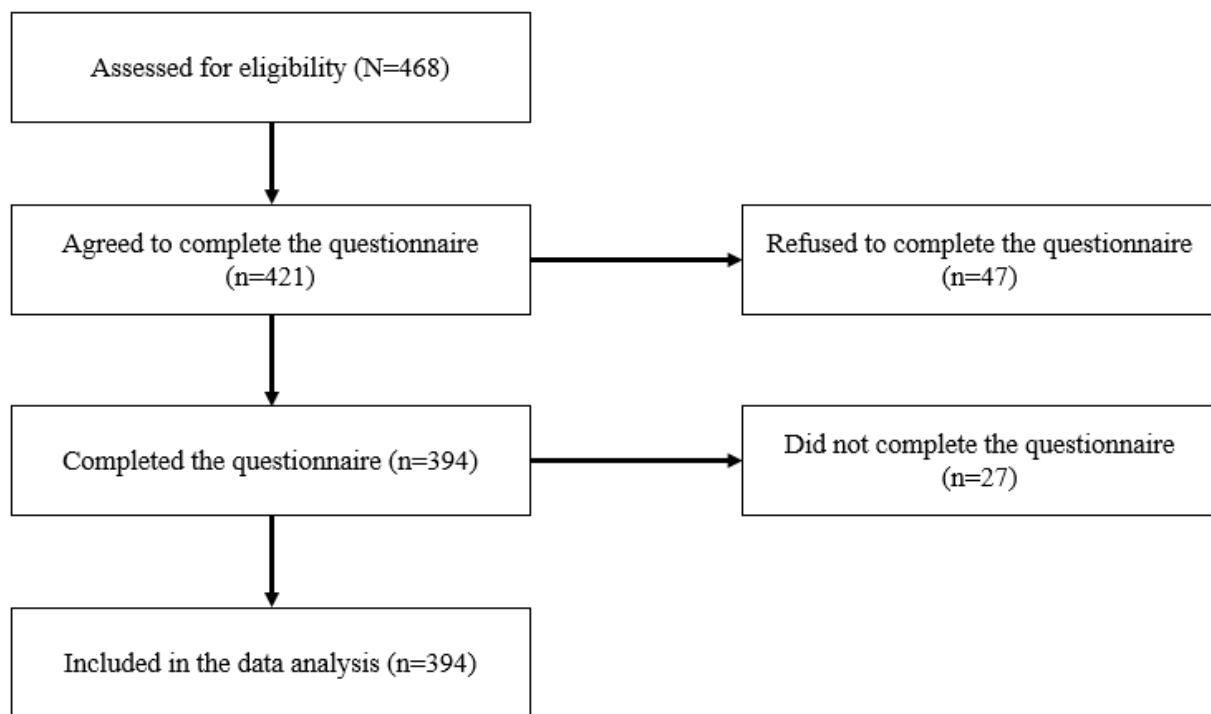 Assessed for eligibility (N=468)
Agreed to complete the questionnaire
(n=421)
Refused to complete the questionnaire
(n=47)
Completed the questionnaire (n=394)
Did not complete the questionnaire
(n=27)
Included in the data analysis (n=394)